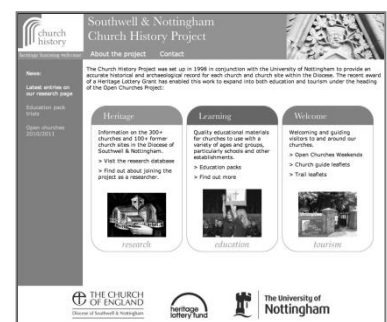 church
history
Southwell & Nottingham
Church History Project
About the project Contact
News:
Latest entries on
our research page
Education pack
trials
Open churches
2010/2011
The Church History Project was set up in 1998 in conjunction with the University of Nottingham to provide an
accurate historical and archaeological record for each church and church site within the Diocese. The recent award
of a Heritage Lottery Grant has enabled this work to expand into both education and tourism under the heading
of the Open Churches Project:
Heritage
Information on the 300+
churches and 100+ former
church sites in the Diocese of
Southwell & Nottingham.
> Visit the research database
> Find out about joining the
project as a researcher.
research
Learning
Quality educational materials
for churches to use with a
variety of ages and groups,
particularly schools and other
establishments.
> Education packs
> Find out more
education
Welcome
Welcoming and guiding
visitors to and around our
churches.
> Open Churches Weekends
> Church guide leaflets
> Trail leaflets
tourism
THE CHURCH
OF ENGLAND
Diocese of Southwell & Nottingham
heritage
lottery fund
The University of
Nottingham